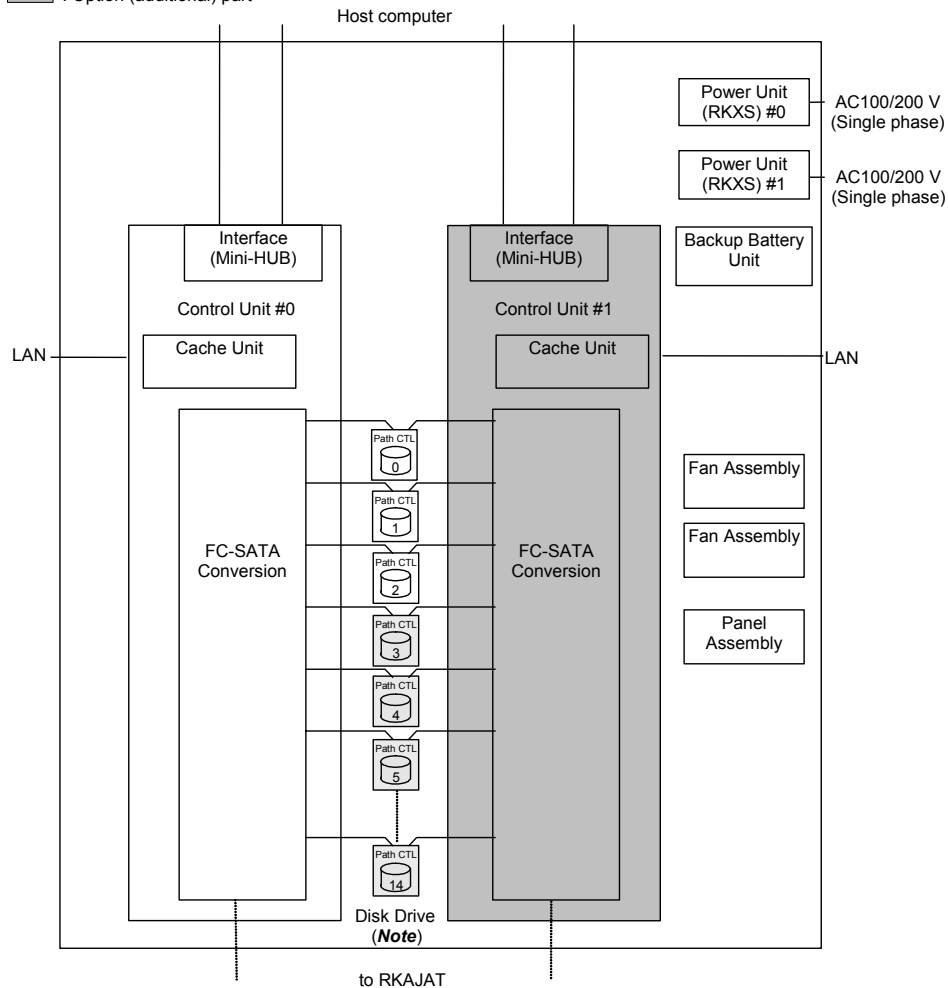 : Option (additional) part
Host computer
Power Unit
(RKXS) #0
AC100/200 V
(Single phase)
Power Unit
(RKXS) #1
AC100/200 V
(Single phase)
Interface
(Mini-HUB)
Interface
(Mini-HUB)
Backup Battery
Unit
Control Unit #0
Control Unit #1
LAN
Cache Unit
Cache Unit
LAN
Path CTL
0
Path CTL
1
Path CTL
2
Path CTL
3
Path CTL
4
Path CTL
5
Path CTL
14
FC-SATA
Conversion
FC-SATA
Conversion
Fan Assembly
Fan Assembly
Panel
Assembly
Disk Drive
(Note)
to RKAJAT